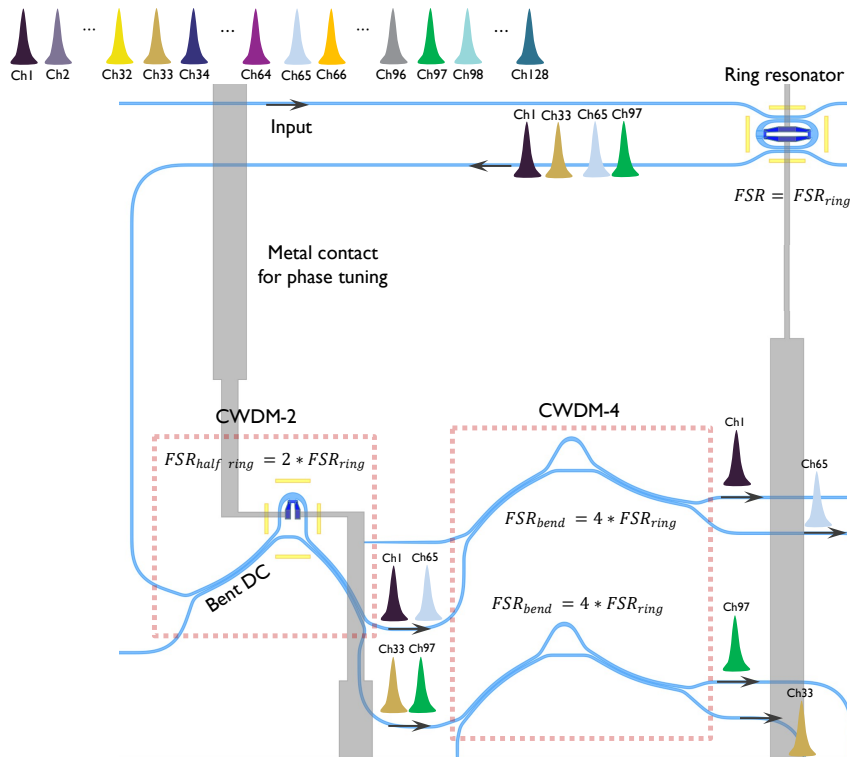 ... ... ... ...
Ch1 Ch2 Ch32 Ch33 Ch34 Ch64 Ch65 Ch66 Ch96 Ch97 Ch98 Ch128
Ring resonator
Input
Ch1 Ch33 Ch65 Ch97
FSR = FSR_ring
Metal contact
for phase tuning
CWDM-2
CWDM-4
FSR_half ring = 2 * FSR_ring
Ch1
Ch65
FSR_bend = 4 * FSR_ring
Bent DC
Ch1 Ch65
FSR_bend = 4 * FSR_ring
Ch97
Ch33 Ch97
Ch33